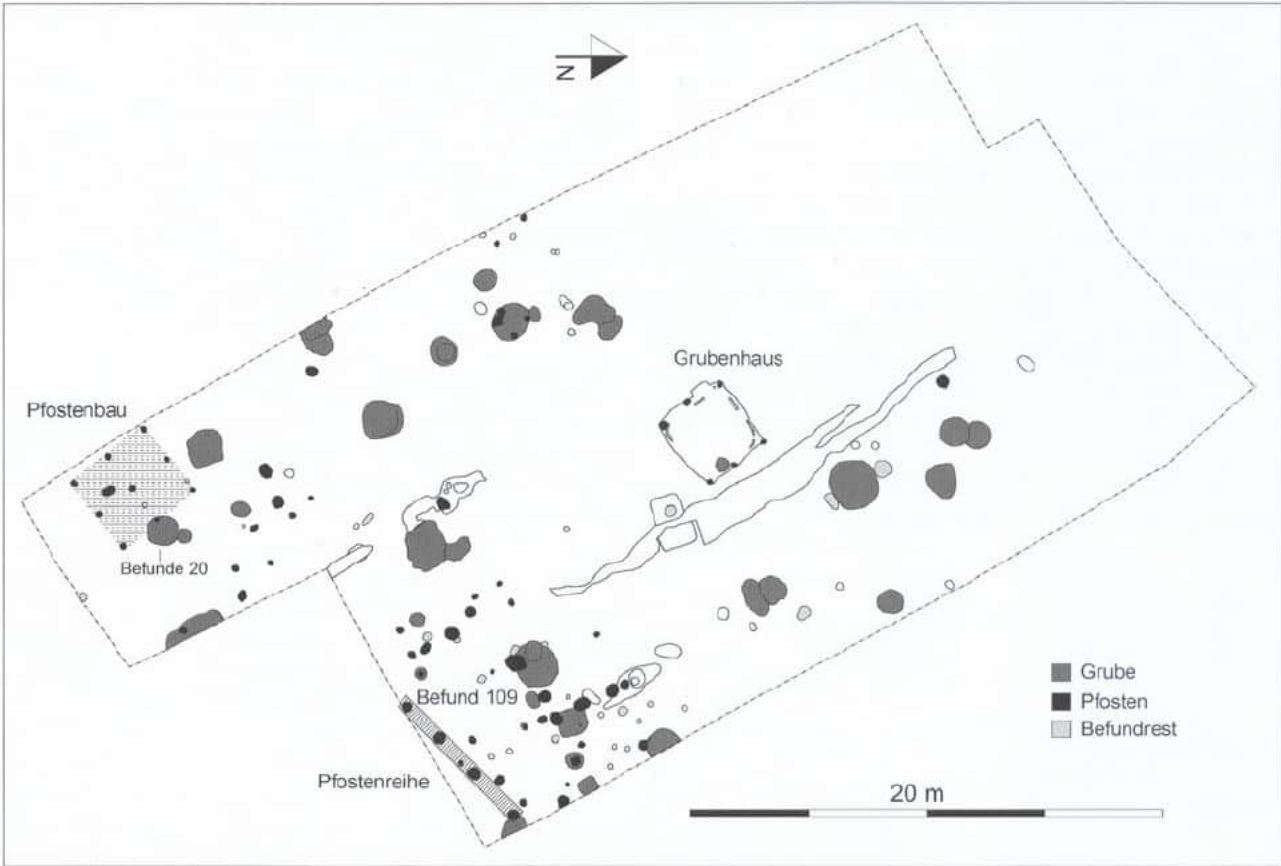 N
Grubenhaus
Pfostenbau
Befunde 20
Befund 109
Pfostenreihe
Grube
Pfosten
Befundrest
20 m